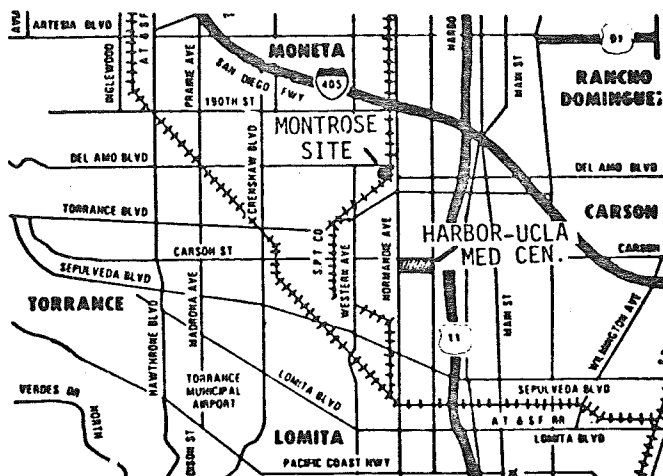 ARTESIA BLVD
AT & SF
MONETA
HARBO
91
INGLEWOOD
PRAIRIE AVE
SAN DIEGO FWY
405
MAIN ST
RANCHO
DOMINGUEZ
190TH ST
MONTROSE
SITE
DEL AMO BLVD
CRENSHAW BLVD
DEL AMO BLVD
TORRANCE BLVD
CARSON
CARSON ST
S P T CO
WESTERN AVE
NORMANDIE AVE
HARBOR-UCLA
MED CEN.
CARSON
SEPULVEDA BLVD
TORRANCE
HAWTHRONE BLVD
MADRONA AVE
MAIN ST
WILMINGTON AVE
11
VERDES DR
NORTH
TORRANCE
MUNICIPAL
AIRPORT
LOMITA BLVD
SEPULVEDA BLVD
AT & SF RR
LOMITA
LOMITA BLVD
PACIFIC COAST HWY